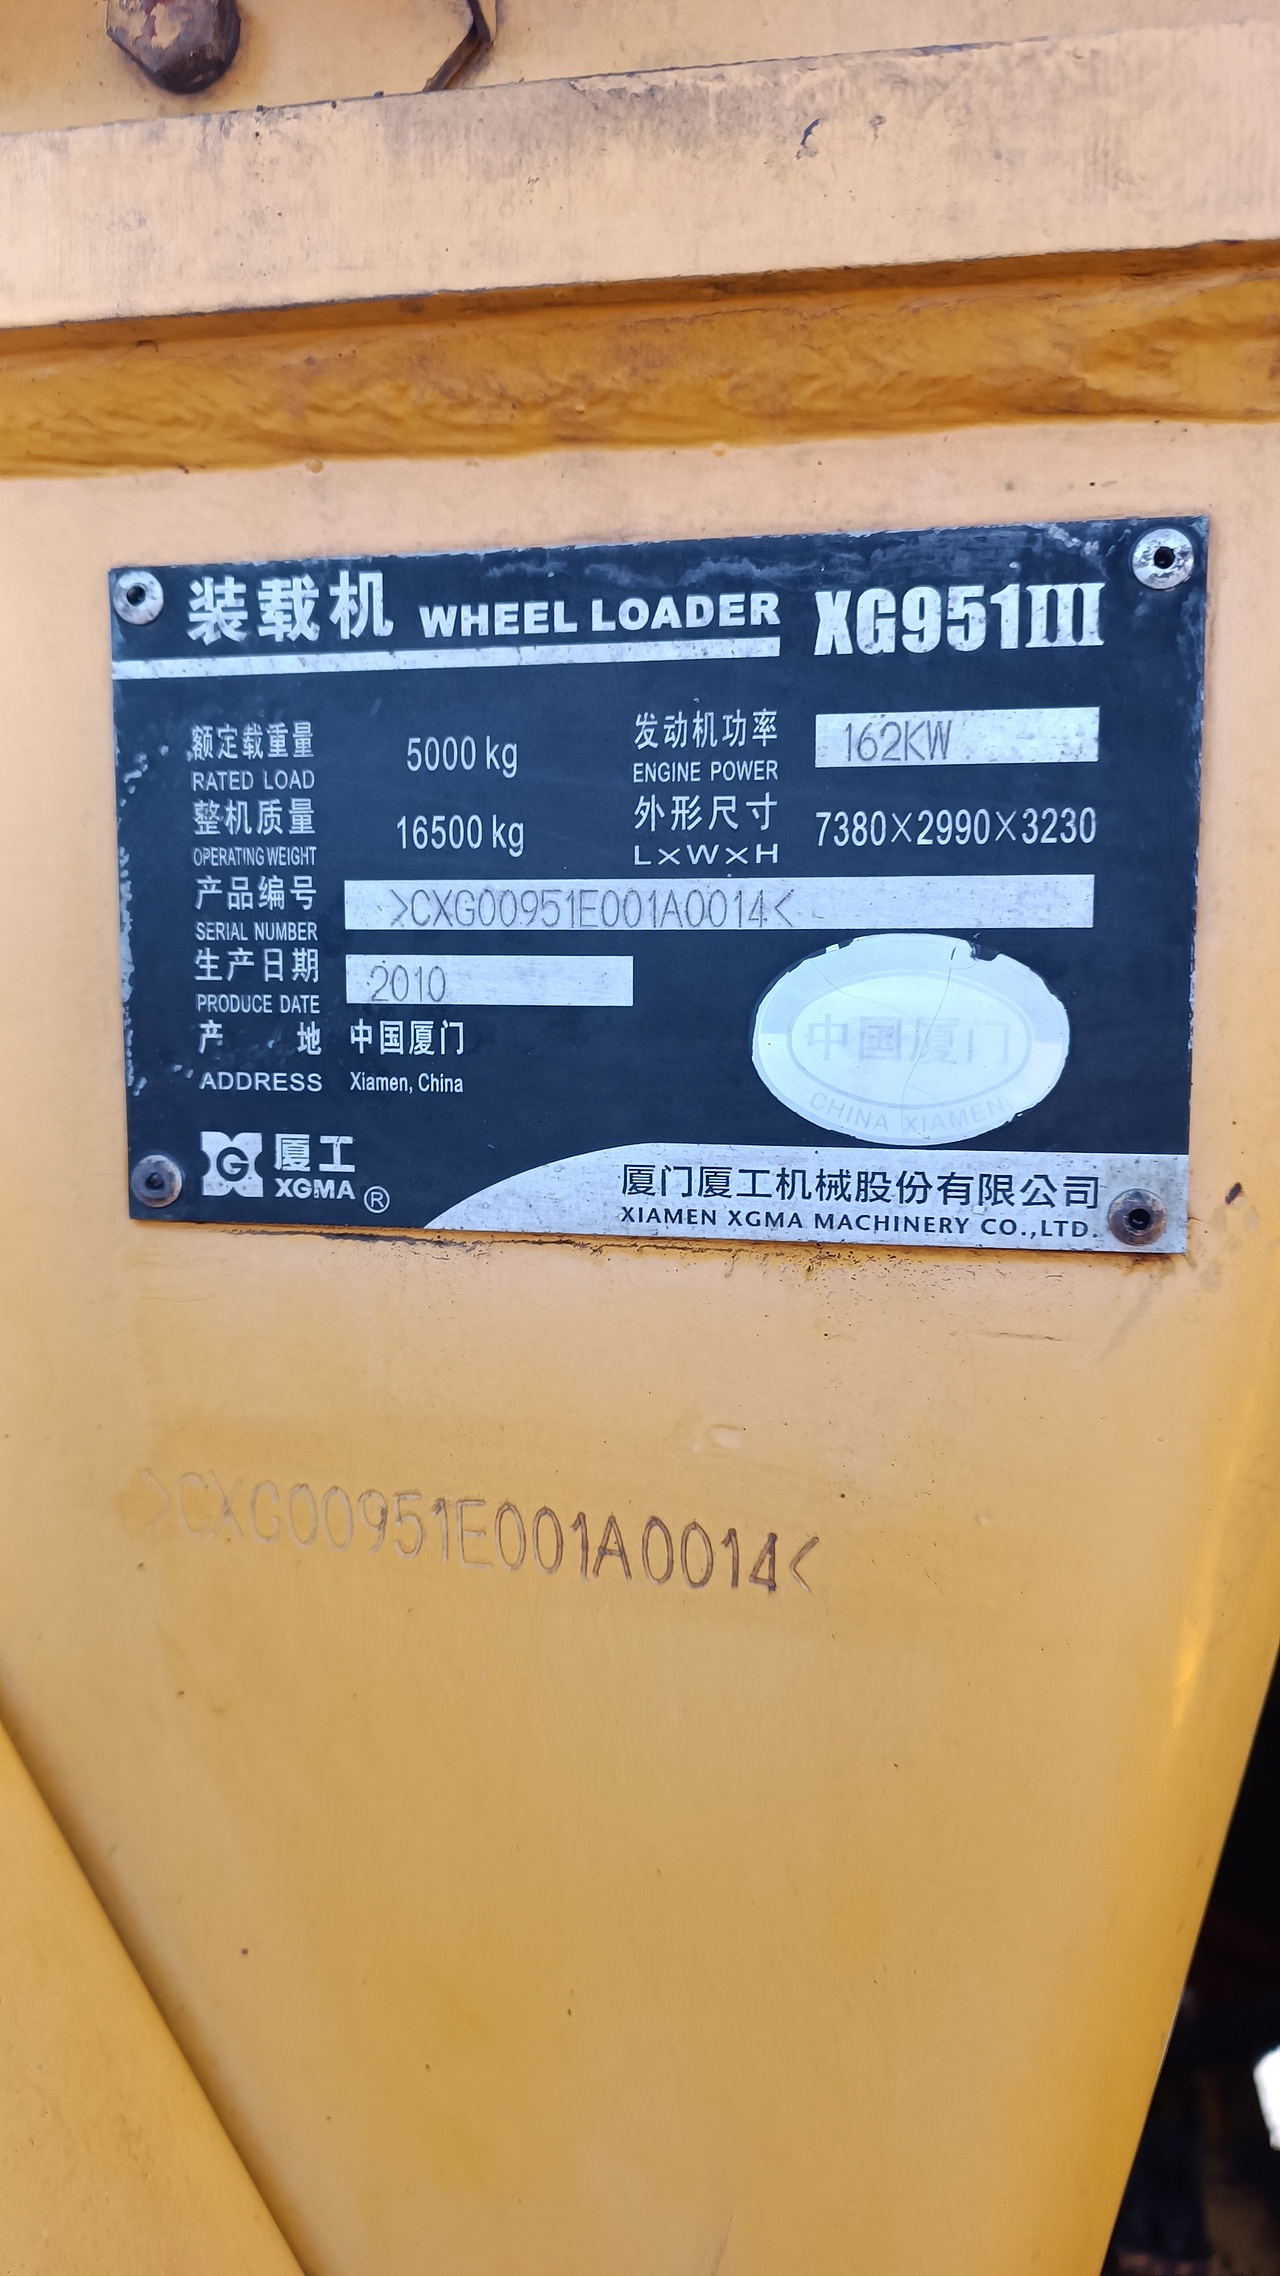 装载机 WHEEL LOADER XG951III
额定载重量 5000 kg 发动机功率 162KW
RATED LOAD ENGINE POWER
整机质量 16500 kg 外形尺寸 7380×2990×3230
OPERATING WEIGHT L×W×H
产品编号 >CXG00951E001A0014<
SERIAL NUMBER
生产日期 2010
PRODUCE DATE
产地 中国厦门
ADDRESS Xiamen, China
中国厦门
CHINA XIAMEN
G 厦工
XGMA ®
厦门厦工机械股份有限公司
XIAMEN XGMA MACHINERY CO.,LTD.
>CXG00951E001A0014<